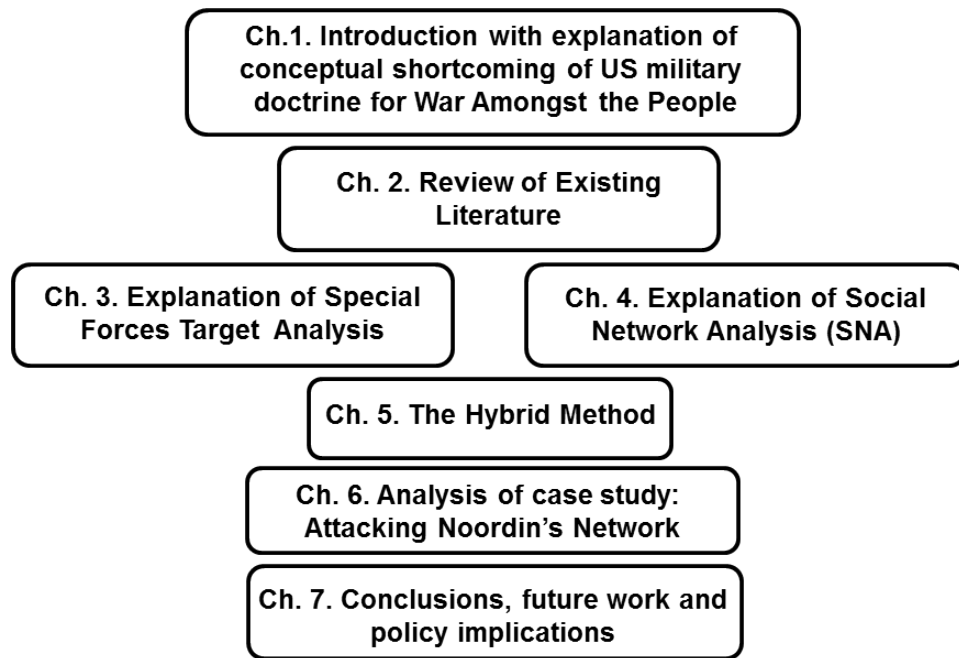 Ch.1. Introduction with explanation of
conceptual shortcoming of US military
doctrine for War Amongst the People
Ch. 2. Review of Existing
Literature
Ch. 3. Explanation of Special
Forces Target Analysis
Ch. 4. Explanation of Social
Network Analysis (SNA)
Ch. 5. The Hybrid Method
Ch. 6. Analysis of case study:
Attacking Noordin's Network
Ch. 7. Conclusions, future work and
policy implications